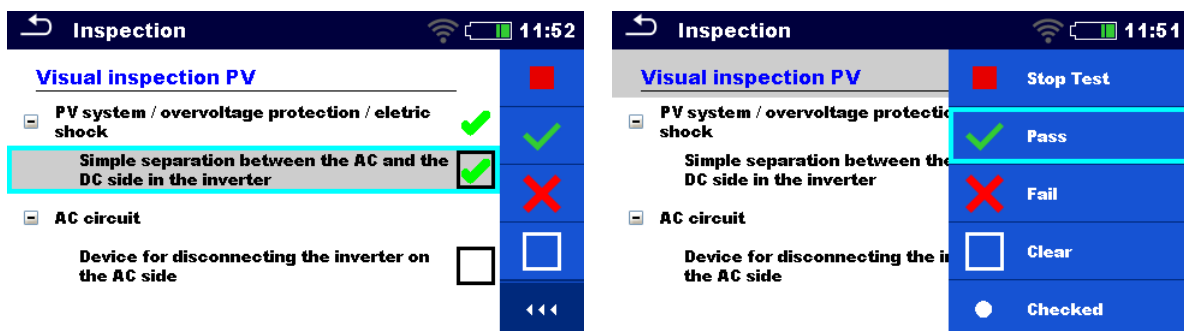 Inspection
11:52
Visual inspection PV
PV system / overvoltage protection / eletric
shock
Simple separation between the AC and the
DC side in the inverter
AC circuit
Device for disconnecting the inverter on
the AC side
Inspection
11:51
Visual inspection PV
PV system / overvoltage protectic
shock
Simple separation between the
DC side in the inverter
AC circuit
Device for disconnecting the i
the AC side
Stop Test
Pass
Fail
Clear
Checked